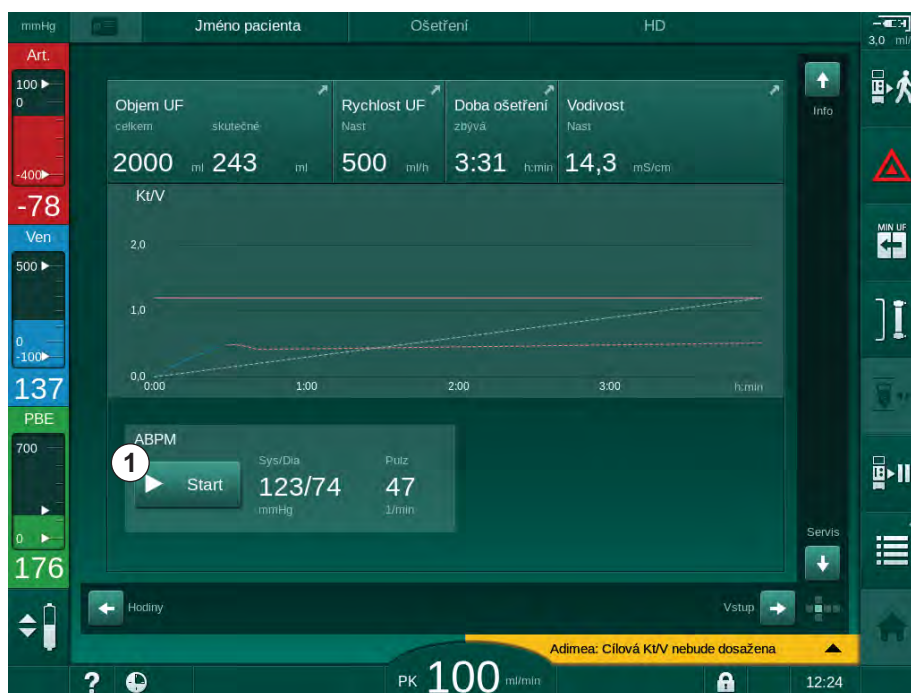 mmHg Jméno pacienta Ošetření HD
3,0 ml/
Art.
100
0
-400
-78
Ven
500
0
-100
137
PBE
700
0
176
Objem UF Rychlost UF Doba ošetření Vodivost
celkem skutečné Nast zbývá Nast
2000 ml 243 ml 500 ml/h 3:31 h:min 14,3 mS/cm
Info
Kt/V
2,0
1,0
0,0
0:00 1:00 2:00 3:00 h:min
MIN UF
ABPM
1
Start
Sys/Dia Pulz
123/74 47
mmHg 1/min
Servis
Hodiny Vstup
Adimea: Cílová Kt/V nebude dosažena
? PK 100 ml/min 12:24